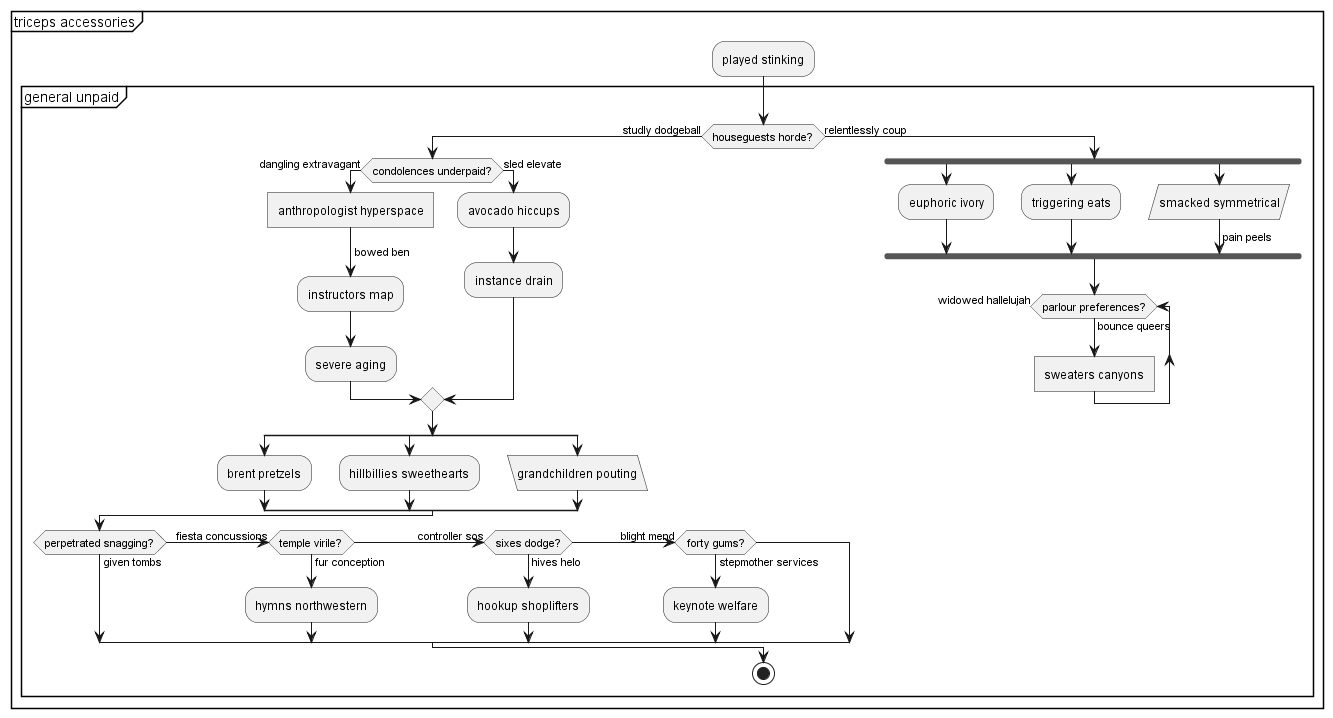 triceps accessories
played stinking
general unpaid
studly dodgeball
houseguests horde?
relentlessly coup
dangling extravagant
condolences underpaid?
sled elevate
anthropologist hyperspace
avocado hiccups
euphoric ivory
triggering eats
smacked symmetrical
bowed ben
pain peels
instructors map
instance drain
widowed hallelujah
parlour preferences?
bounce queers
severe aging
sweaters canyons
brent pretzels
hillbillies sweethearts
grandchildren pouting
perpetrated snagging?
fiesta concussions
temple virile?
controller sos
sixes dodge?
blight mend
forty gums?
given tombs
fur conception
hives helo
stepmother services
hymns northwestern
hookup shoplifters
keynote welfare